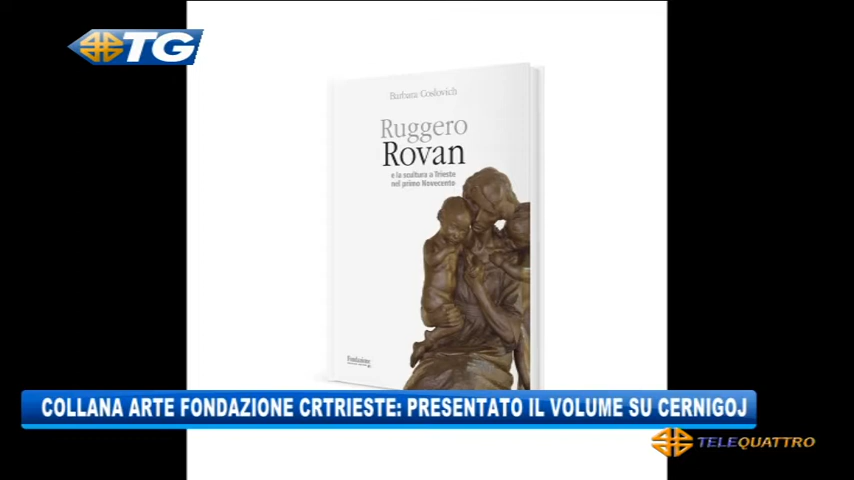 TG
Barbara Coslovich
Ruggero
Rovan
e la scultura a Trieste
nel primo Novecento
Fondazione
COLLANA ARTE FONDAZIONE CRTRIESTE: PRESENTATO IL VOLUME SU CERNIGOJ
TELEQUATTRO